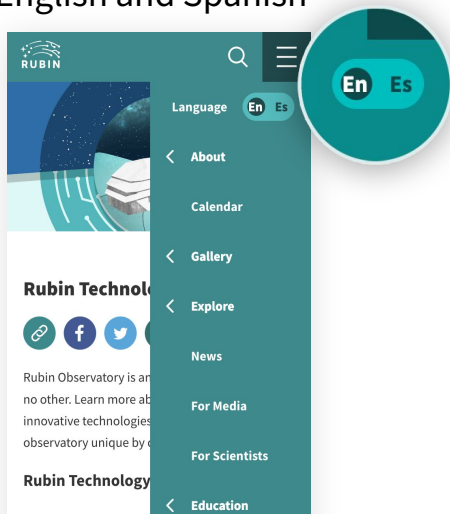 English and Spanish
RUBIN
Language En Es
En Es
About
Calendar
Gallery
Explore
News
For Media
For Scientists
Education
Rubin Technol
Rubin Observatory is an
no other. Learn more ab
innovative technologies
observatory unique by
Rubin Technology